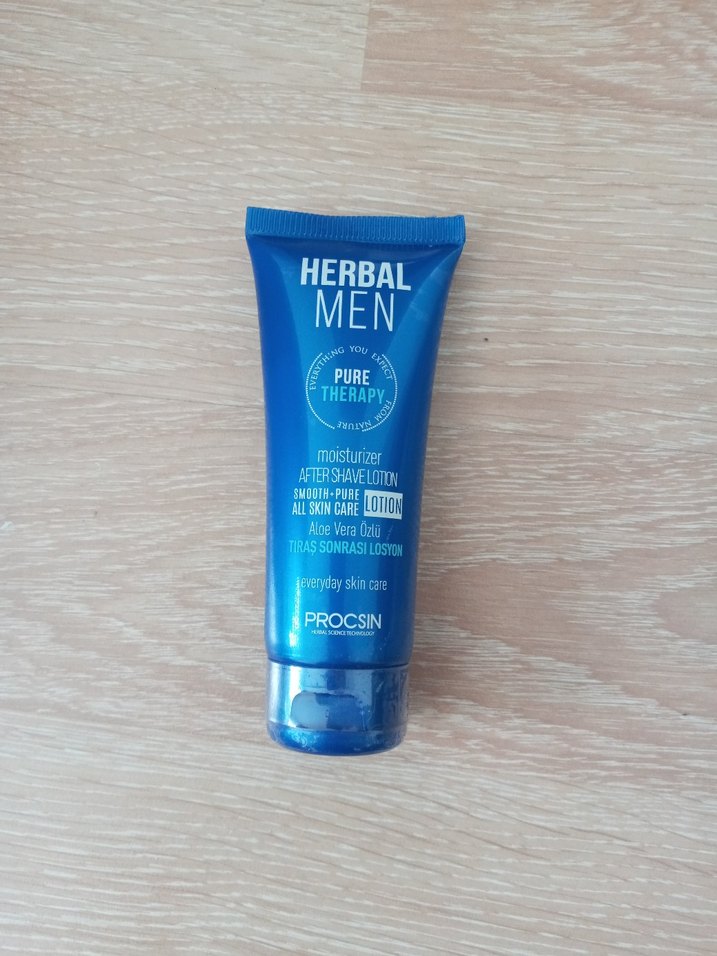 HERBAL
MEN
EVERYTHING YOU EXPECT FROM NATURE
PURE
THERAPY
moisturizer
AFTER SHAVE LOTION
SMOOTH+PURE
ALL SKIN CARE
LOTION
Aloe Vera Özlü
TIRAŞ SONRASI LOSYON
everyday skin care
PROCSIN
HERBAL SCIENCE TECHNOLOGY